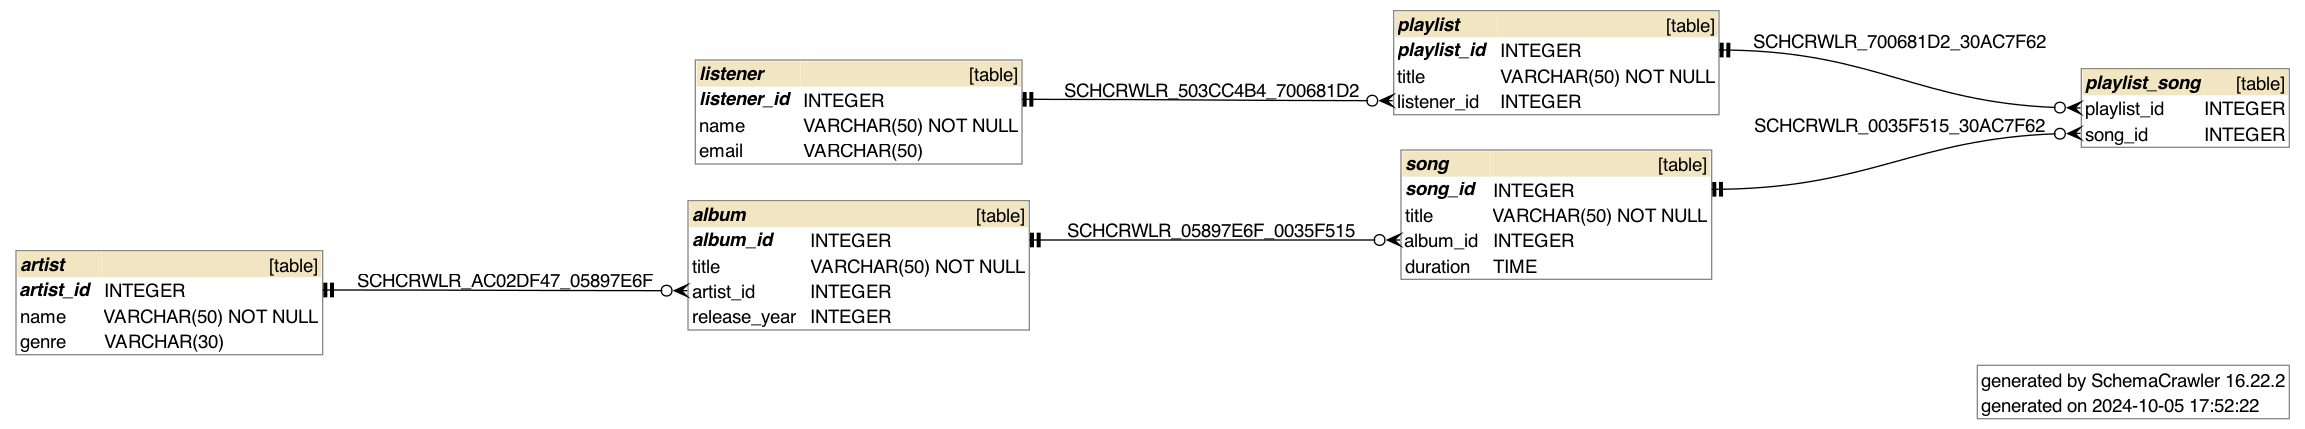 playlist [table]
playlist_id INTEGER
title VARCHAR(50) NOT NULL
listener_id INTEGER
SCHCRWLR_700681D2_30AC7F62
listener [table]
listener_id INTEGER
name VARCHAR(50) NOT NULL
email VARCHAR(50)
SCHCRWLR_503CC4B4_700681D2
playlist_song [table]
playlist_id INTEGER
song_id INTEGER
SCHCRWLR_0035F515_30AC7F62
song [table]
song_id INTEGER
title VARCHAR(50) NOT NULL
album_id INTEGER
duration TIME
album [table]
album_id INTEGER
title VARCHAR(50) NOT NULL
artist_id INTEGER
release_year INTEGER
SCHCRWLR_05897E6F_0035F515
artist [table]
artist_id INTEGER
name VARCHAR(50) NOT NULL
genre VARCHAR(30)
SCHCRWLR_AC02DF47_05897E6F
generated by SchemaCrawler 16.22.2
generated on 2024-10-05 17:52:22